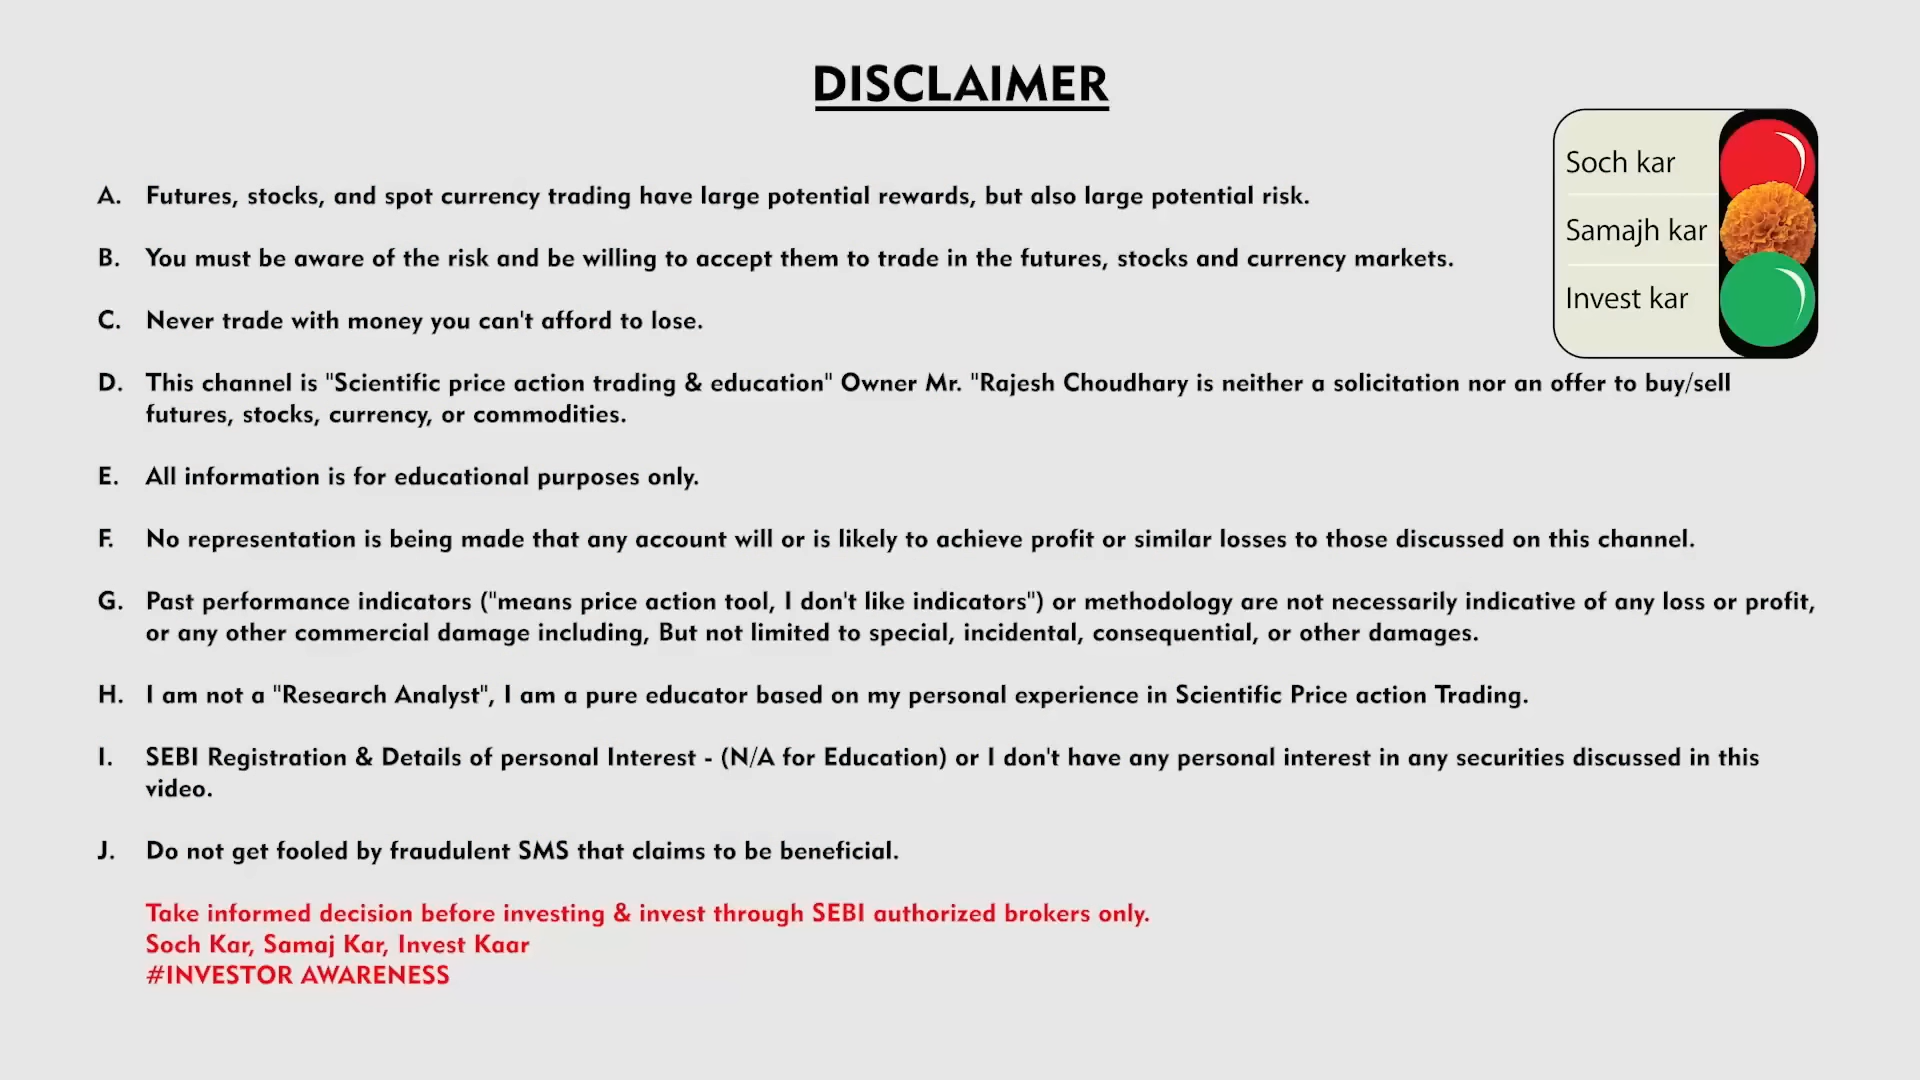 DISCLAIMER
Soch kar
Samajh kar
Invest kar
A. Futures, stocks, and spot currency trading have large potential rewards, but also large potential risk.
B. You must be aware of the risk and be willing to accept them to trade in the futures, stocks and currency markets.
C. Never trade with money you can't afford to lose.
D. This channel is "Scientific price action trading & education" Owner Mr. "Rajesh Choudhary is neither a solicitation nor an offer to buy/sell
futures, stocks, currency, or commodities.
E. All information is for educational purposes only.
F. No representation is being made that any account will or is likely to achieve profit or similar losses to those discussed on this channel.
G. Past performance indicators ("means price action tool, I don't like indicators") or methodology are not necessarily indicative of any loss or profit,
or any other commercial damage including, But not limited to special, incidental, consequential, or other damages.
H. I am not a "Research Analyst", I am a pure educator based on my personal experience in Scientific Price action Trading.
I. SEBI Registration & Details of personal Interest - (N/A for Education) or I don't have any personal interest in any securities discussed in this
video.
J. Do not get fooled by fraudulent SMS that claims to be beneficial.
Take informed decision before investing & invest through SEBI authorized brokers only.
Soch Kar, Samaj Kar, Invest Kaar
#INVESTOR AWARENESS